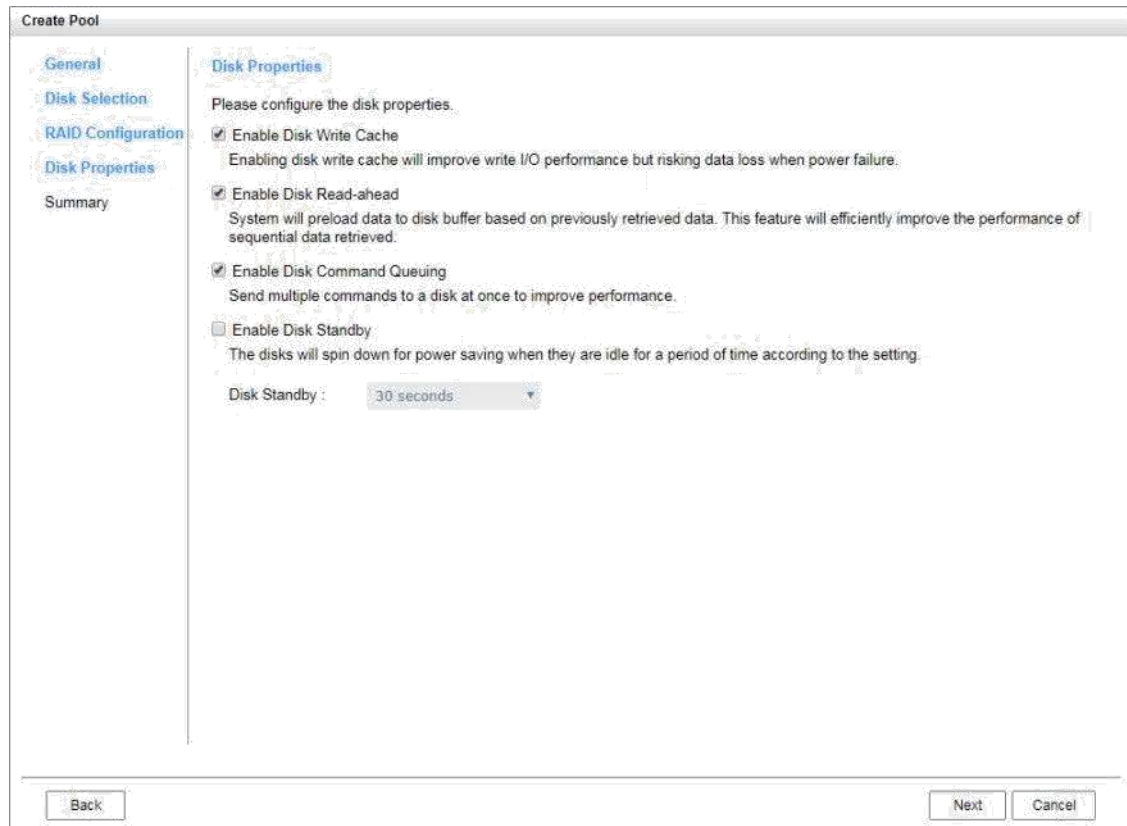 Create Pool
General
Disk Selection
RAID Configuration
Disk Properties
Summary
Disk Properties
Please configure the disk properties.
Enable Disk Write Cache
Enabling disk write cache will improve write I/O performance but risking data loss when power failure.
Enable Disk Read-ahead
System will preload data to disk buffer based on previously retrieved data. This feature will efficiently improve the performance of
sequential data retrieved.
Enable Disk Command Queuing
Send multiple commands to a disk at once to improve performance.
Enable Disk Standby
The disks will spin down for power saving when they are idle for a period of time according to the setting.
Disk Standby : 30 seconds
Back Next Cancel